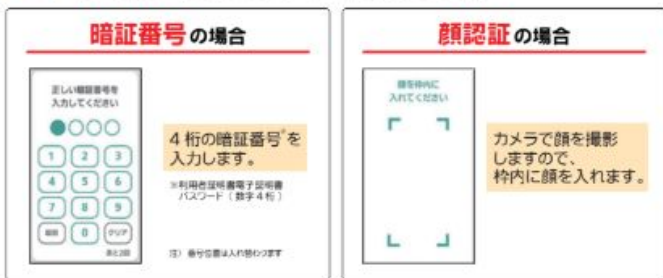 暗証番号の場合
正しい暗証番号を
入力してください
1 2 3
4 5 6
7 8 9
0 クリア
あと2回
4桁の暗証番号*を
入力します。
※利用者証明書電子証明書
パスワード(数字4桁)
注) 番号位置は入れ替わります
顔認証の場合
顔を枠内に
入れてください
カメラで顔を撮影
しますので、
枠内に顔を入れます。